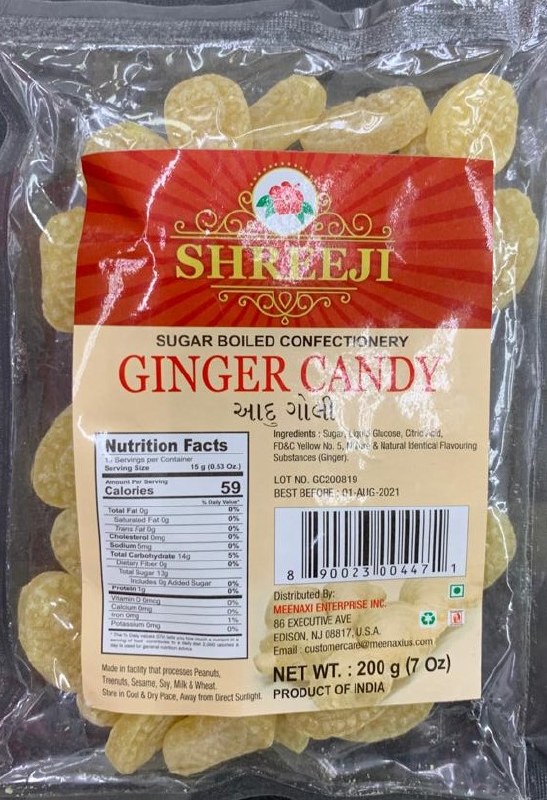 SHREEJI
SUGAR BOILED CONFECTIONERY
GINGER CANDY
આદુ ગોલી
Nutrition Facts
Servings per Container
Serving Size 15 g (0.53 Oz.)
Amount Per Serving
Calories 59
% Daily Value*
Total Fat 0g 0%
Saturated Fat 0g 0%
Trans Fat 0g 0%
Cholesterol 0mg 0%
Sodium 5mg 0%
Total Carbohydrate 14g 5%
Dietary Fiber 0g 0%
Total Sugar 13g
Includes 0g Added Sugar 0%
Protein 1g 0%
Vitamin D 0mcg 0%
Calcium 0mg 0%
Iron 0mg 1%
Potassium 0mg 0%
Made in facility that processes Peanuts,
Treenuts, Sesame, Soy, Milk & Wheat.
Store in Cool & Dry Place, Away from Direct Sunlight.
Ingredients : Sugar, Liquid Glucose, Citric Acid,
FD&C Yellow No. 5, & Natural Identical Flavouring
Substances (Ginger).
LOT NO. GC200819
BEST BEFORE : 01-AUG-2021
8 90023 00447 1
Distributed By:
MEENAXI ENTERPRISE INC.
86 EXECUTIVE AVE
EDISON, NJ 08817, U.S.A.
Email : customercare@meenaxius.com
NET WT. : 200 g (7 Oz)
PRODUCT OF INDIA